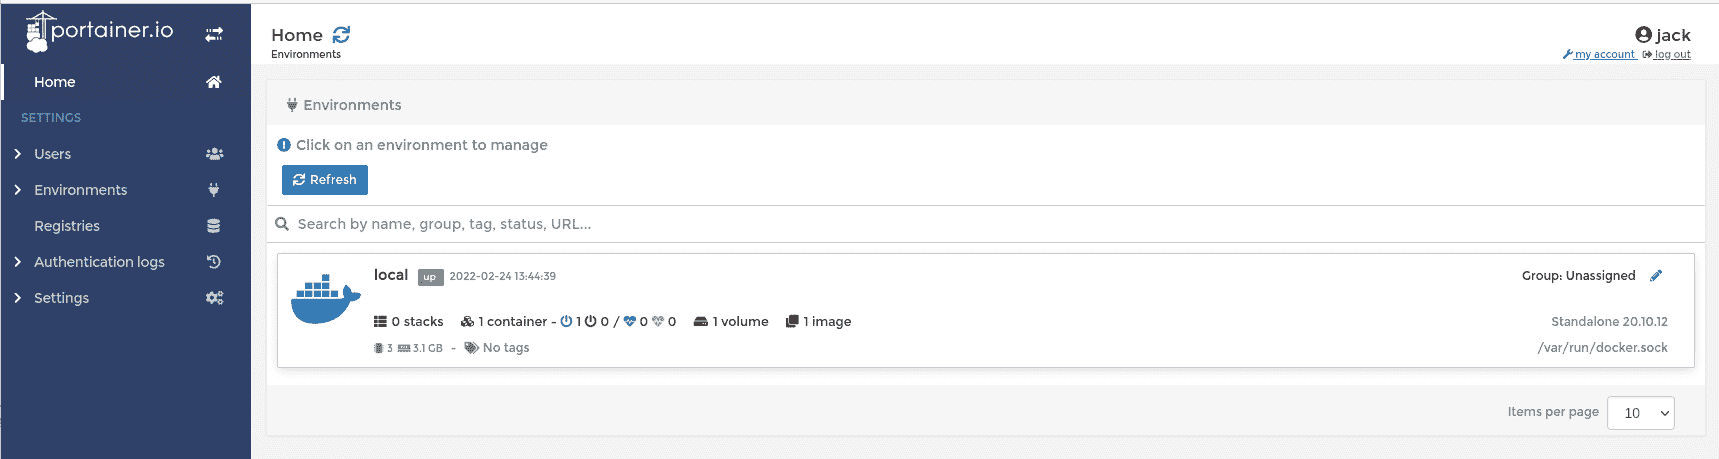 portainer.io
Home
SETTINGS
Users
Environments
Registries
Authentication logs
Settings
Home
Environments
jack
my account log out
Environments
Click on an environment to manage
Refresh
Search by name, group, tag, status, URL...
local up 2022-02-24 13:44:39 Group: Unassigned
0 stacks 1 container - 1 0 / 0 0 1 volume 1 image Standalone 20.10.12
3 3.1 GB - No tags /var/run/docker.sock
Items per page 10